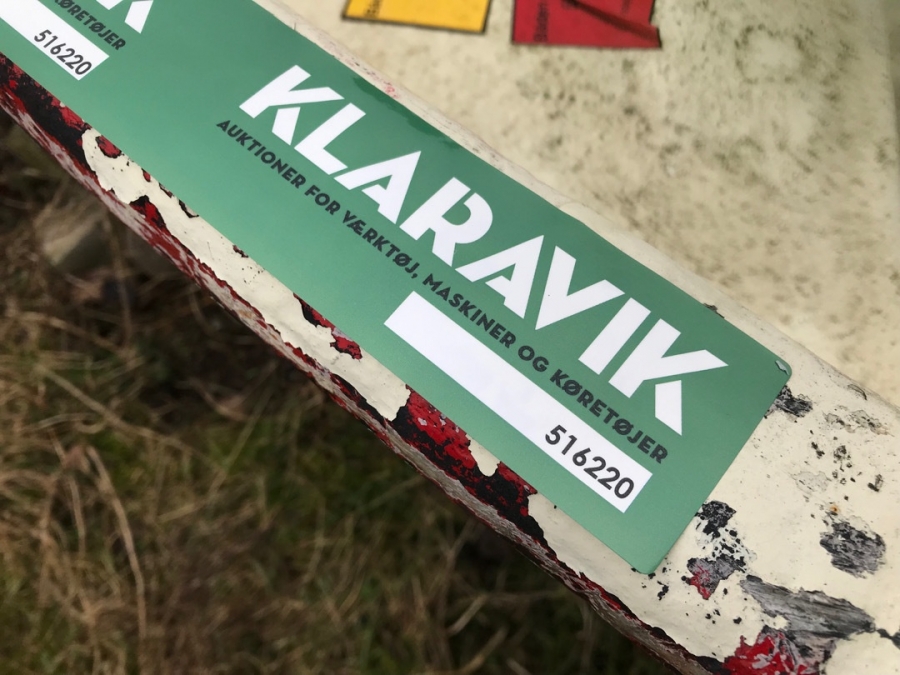 KØRETØJER
516220
KLARAVIK
AUKTIONER FOR VÆRKTØJ, MASKINER OG KØRETØJER
516220